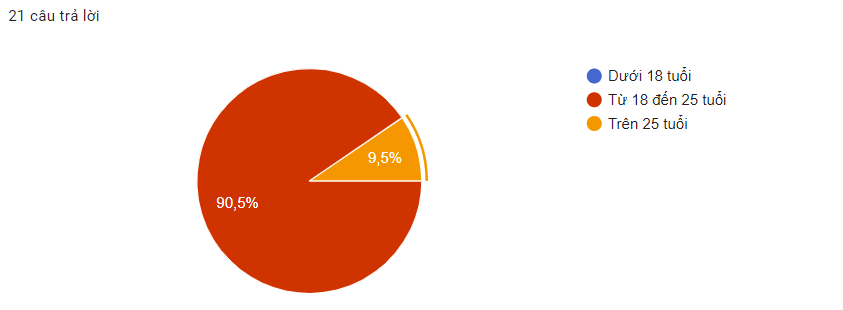 21 câu trả lời
Dưới 18 tuổi
Từ 18 đến 25 tuổi
Trên 25 tuổi
9,5%
90,5%